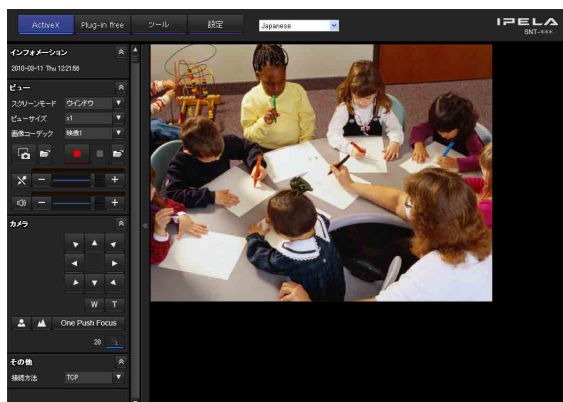 ActiveX Plug-in free ツール 設定 Japanese IPELA
SNT-***
インフォメーション
2010-03-11 Thu 12:21:56
ビュー
スクリーンモード ウインドウ
ビューサイズ x1
画像コーデック 映像1
カメラ
W T
One Push Focus
28
その他
接続方法 TCP